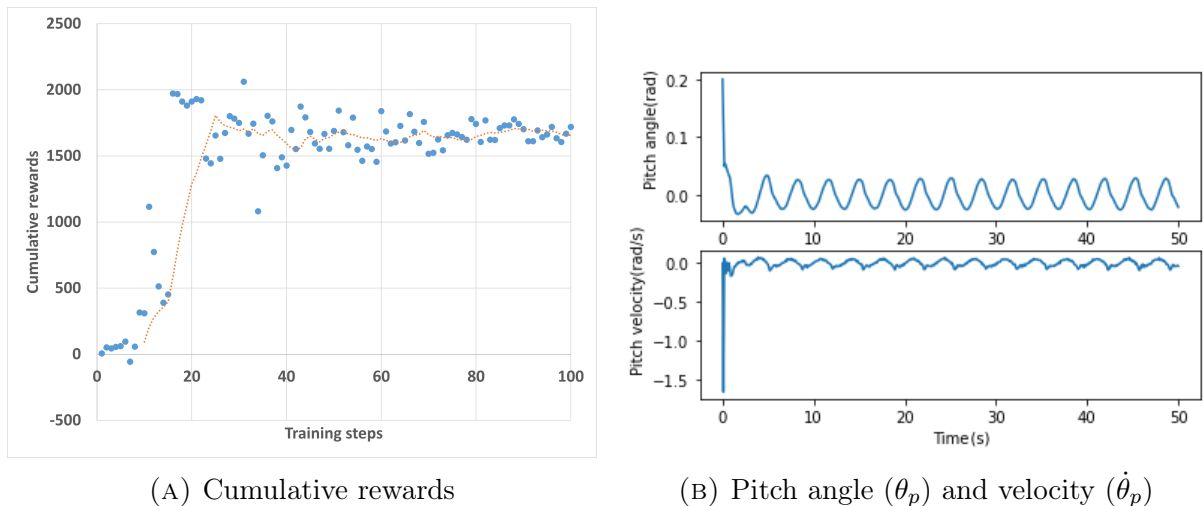 2500
2000
1500
1000
500
0
-500
0 20 40 60 80 100
Cumulative rewards
Training steps
(A) Cumulative rewards
0.2
0.1
0.0
Pitch angle(rad)
0 10 20 30 40 50
0.0
−0.5
−1.0
−1.5
Pitch velocity(rad/s)
0 10 20 30 40 50
Time(s)
(B) Pitch angle (θ_p) and velocity (θ̇_p)